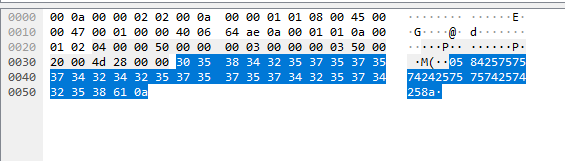 0000 00 0a 00 00 02 02 00 0a 00 00 01 01 08 00 45 00 ········ ······E·
0010 00 47 00 01 00 00 40 06 64 ae 0a 00 01 01 0a 00 ·G····@· d·······
0020 01 02 04 00 00 50 00 00 00 03 00 00 00 03 50 00 ·····P·· ······P·
0030 20 00 4d 28 00 00 30 35 38 34 32 35 37 35 37 35 ·M(··05 84257575
0040 37 34 32 34 32 35 37 35 37 35 37 34 32 35 37 34 74242575 75742574
0050 32 35 38 61 0a 258a·